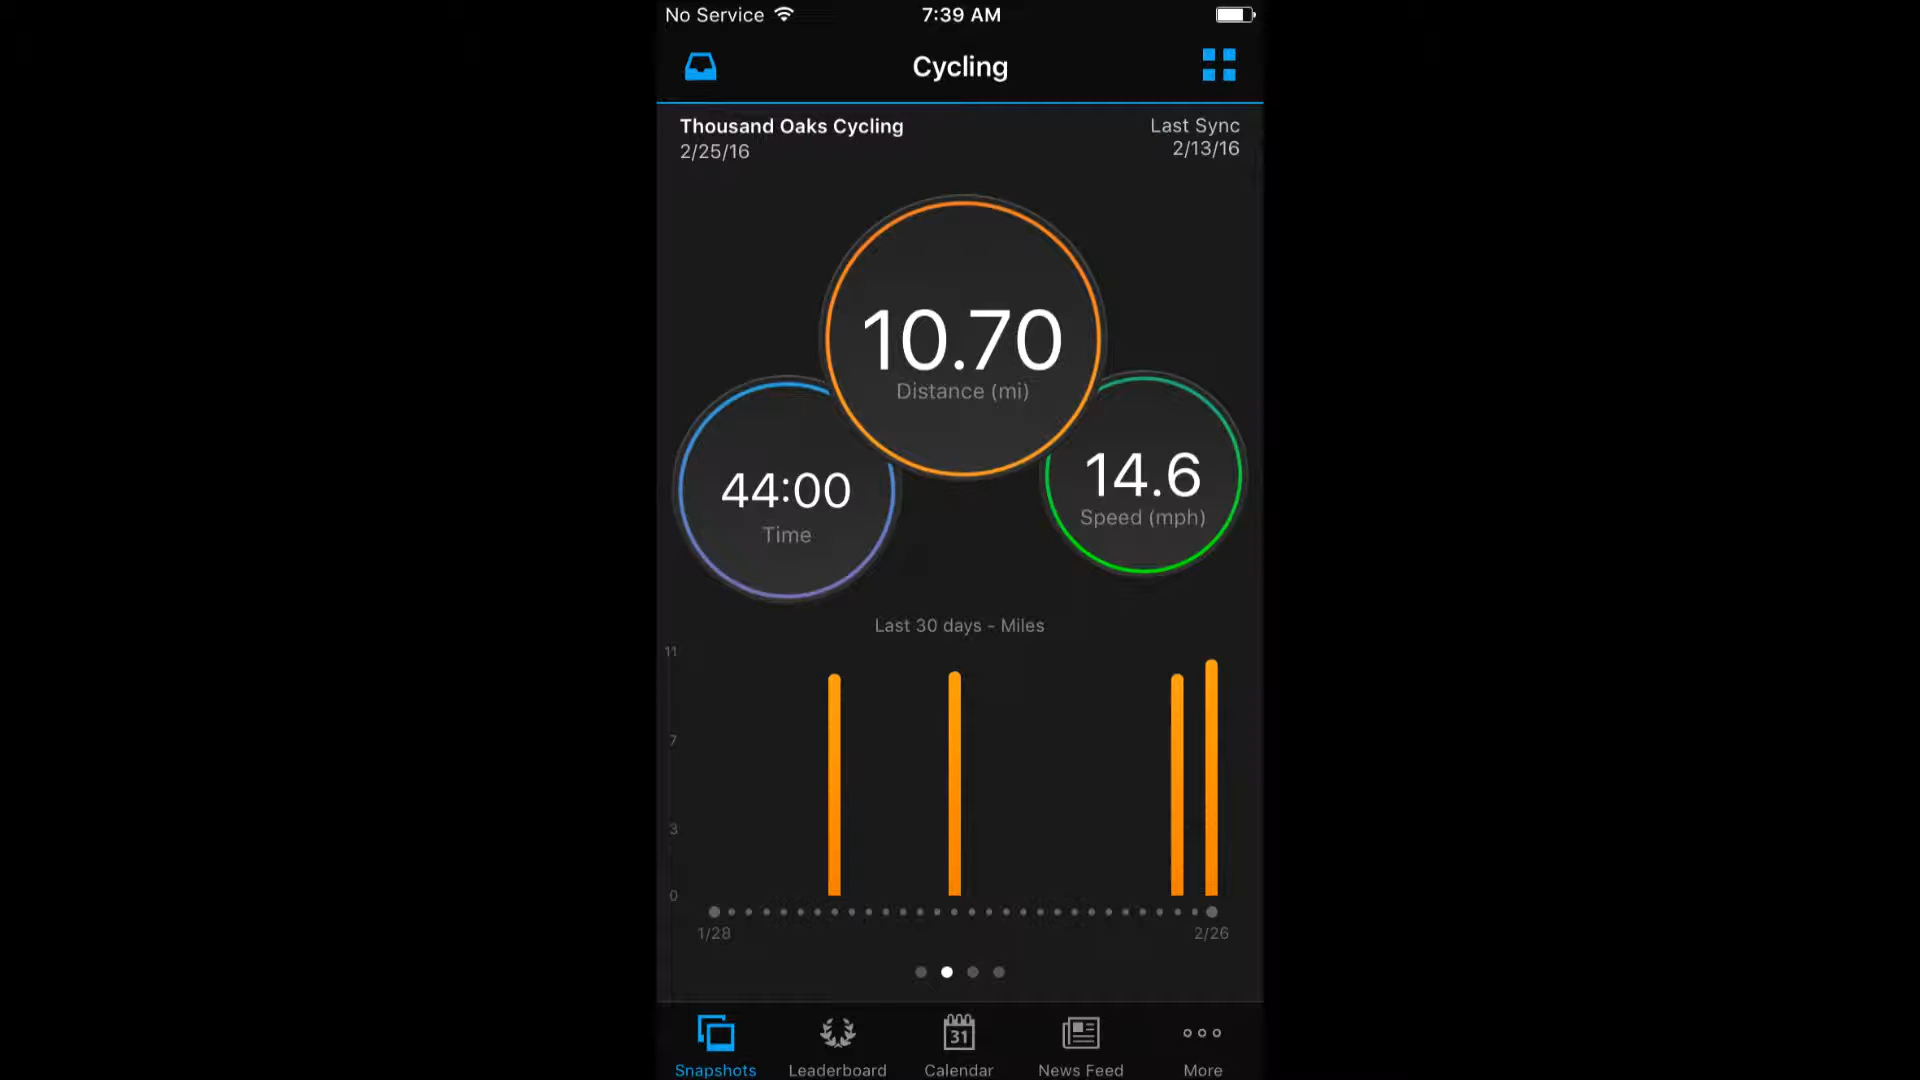 No Service
7:39 AM
Cycling
Thousand Oaks Cycling
2/25/16
Last Sync
2/13/16
10.70
Distance (mi)
44:00
Time
14.6
Speed (mph)
Last 30 days - Miles
11
7
3
0
1/28
2/26
31
Snapshots
Leaderboard
Calendar
News Feed
More